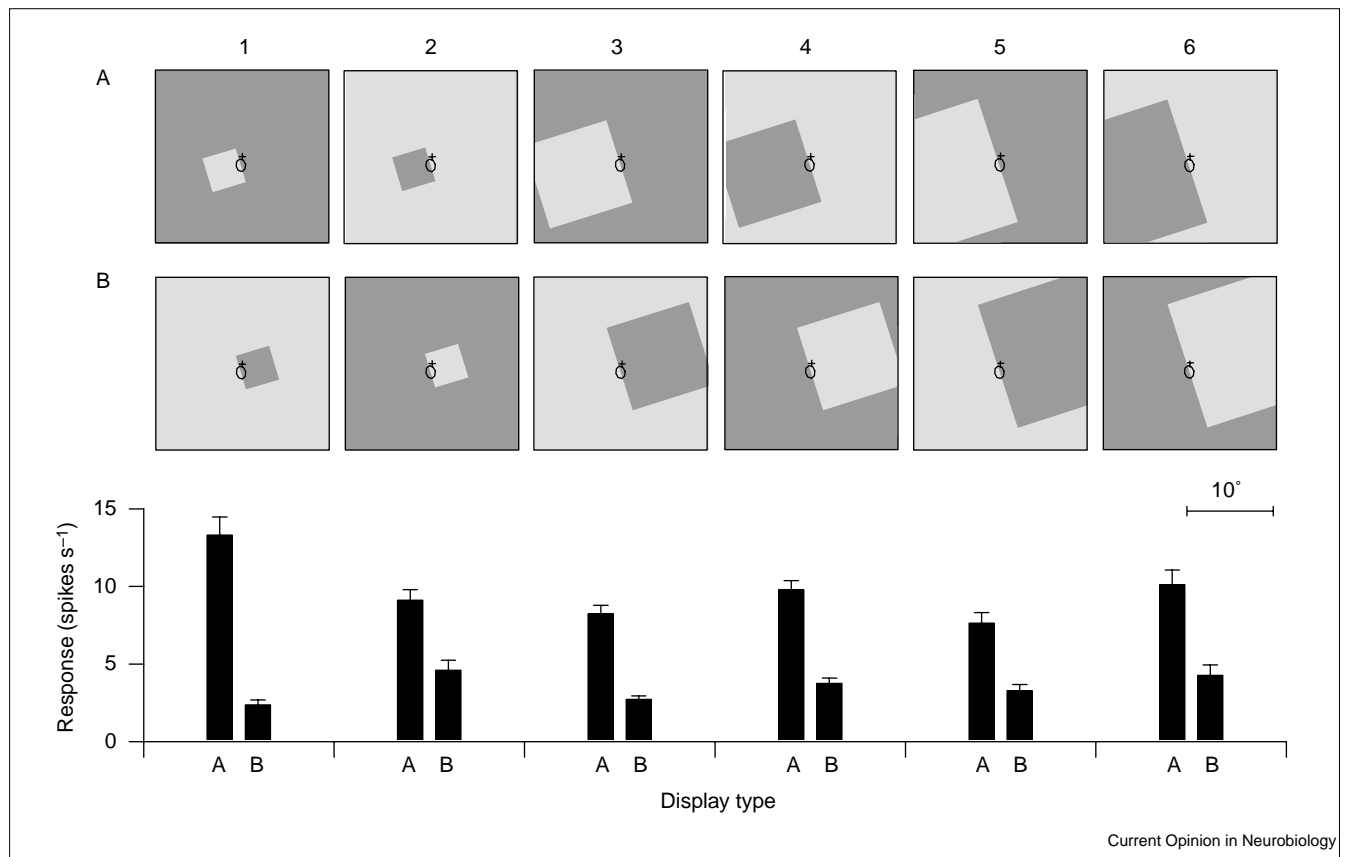 1 2 3 4 5 6
A
B
10°
15
10
5
0
Response (spikes s⁻¹)
A B A B A B A B A B A B
Display type
Current Opinion in Neurobiology